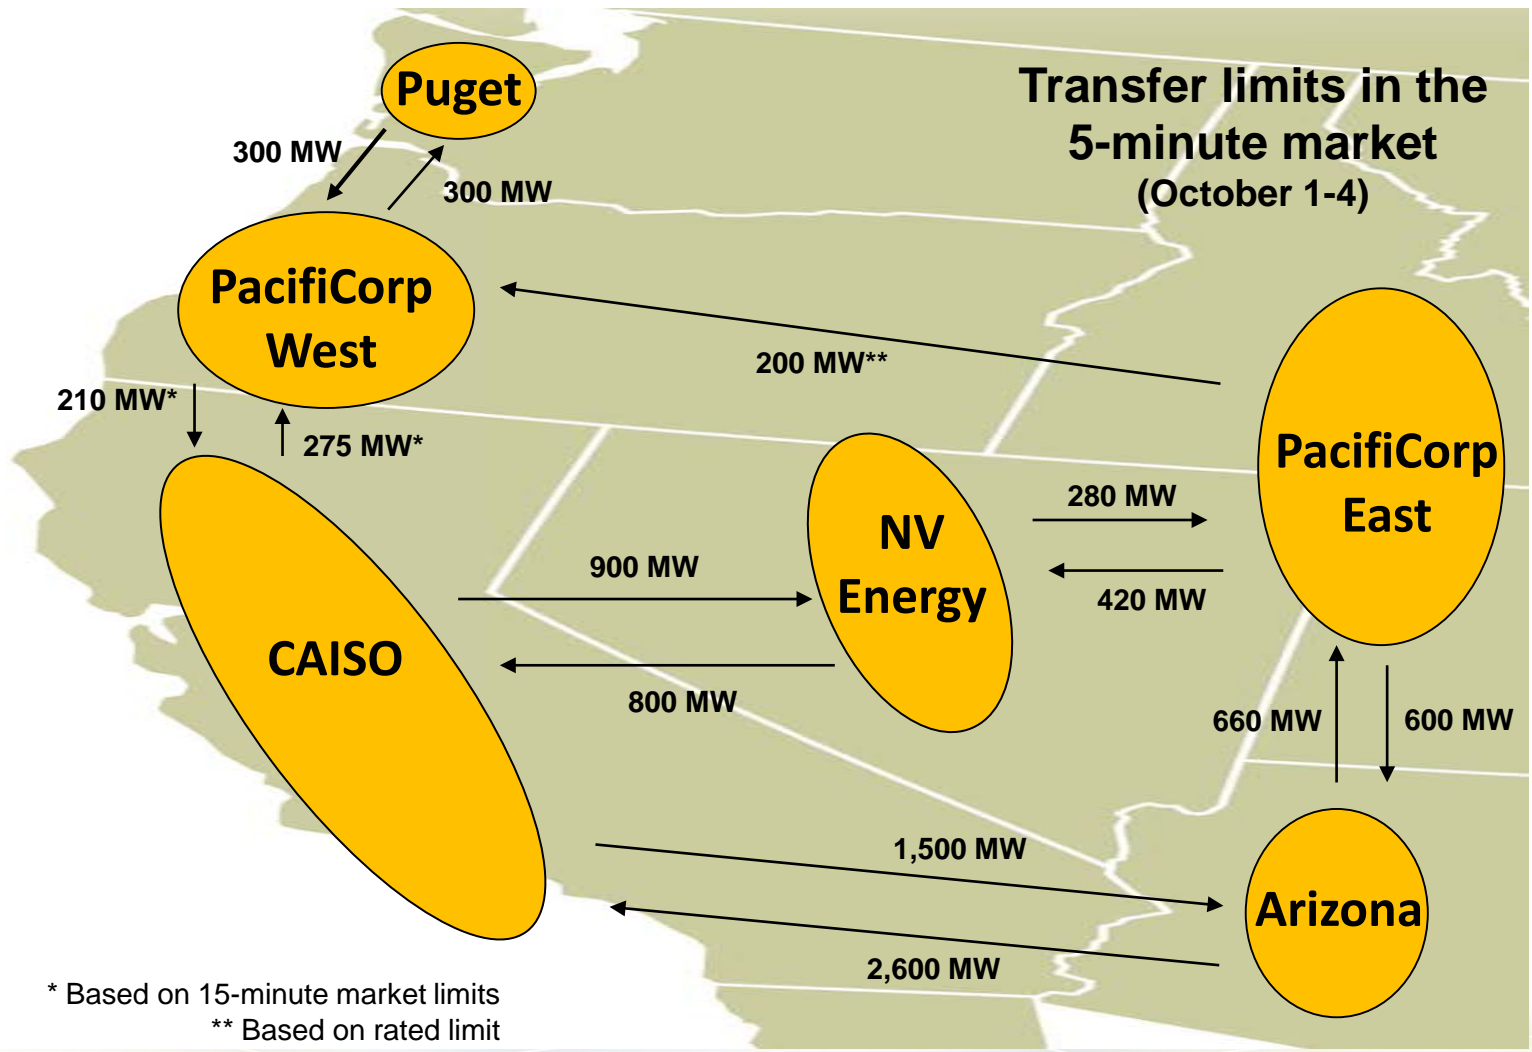 Transfer limits in the
5-minute market
(October 1-4)
Puget
300 MW
300 MW
PacifiCorp
West
200 MW**
210 MW*
275 MW*
PacifiCorp
East
NV
Energy
280 MW
420 MW
900 MW
800 MW
CAISO
660 MW
600 MW
1,500 MW
2,600 MW
Arizona
* Based on 15-minute market limits
** Based on rated limit